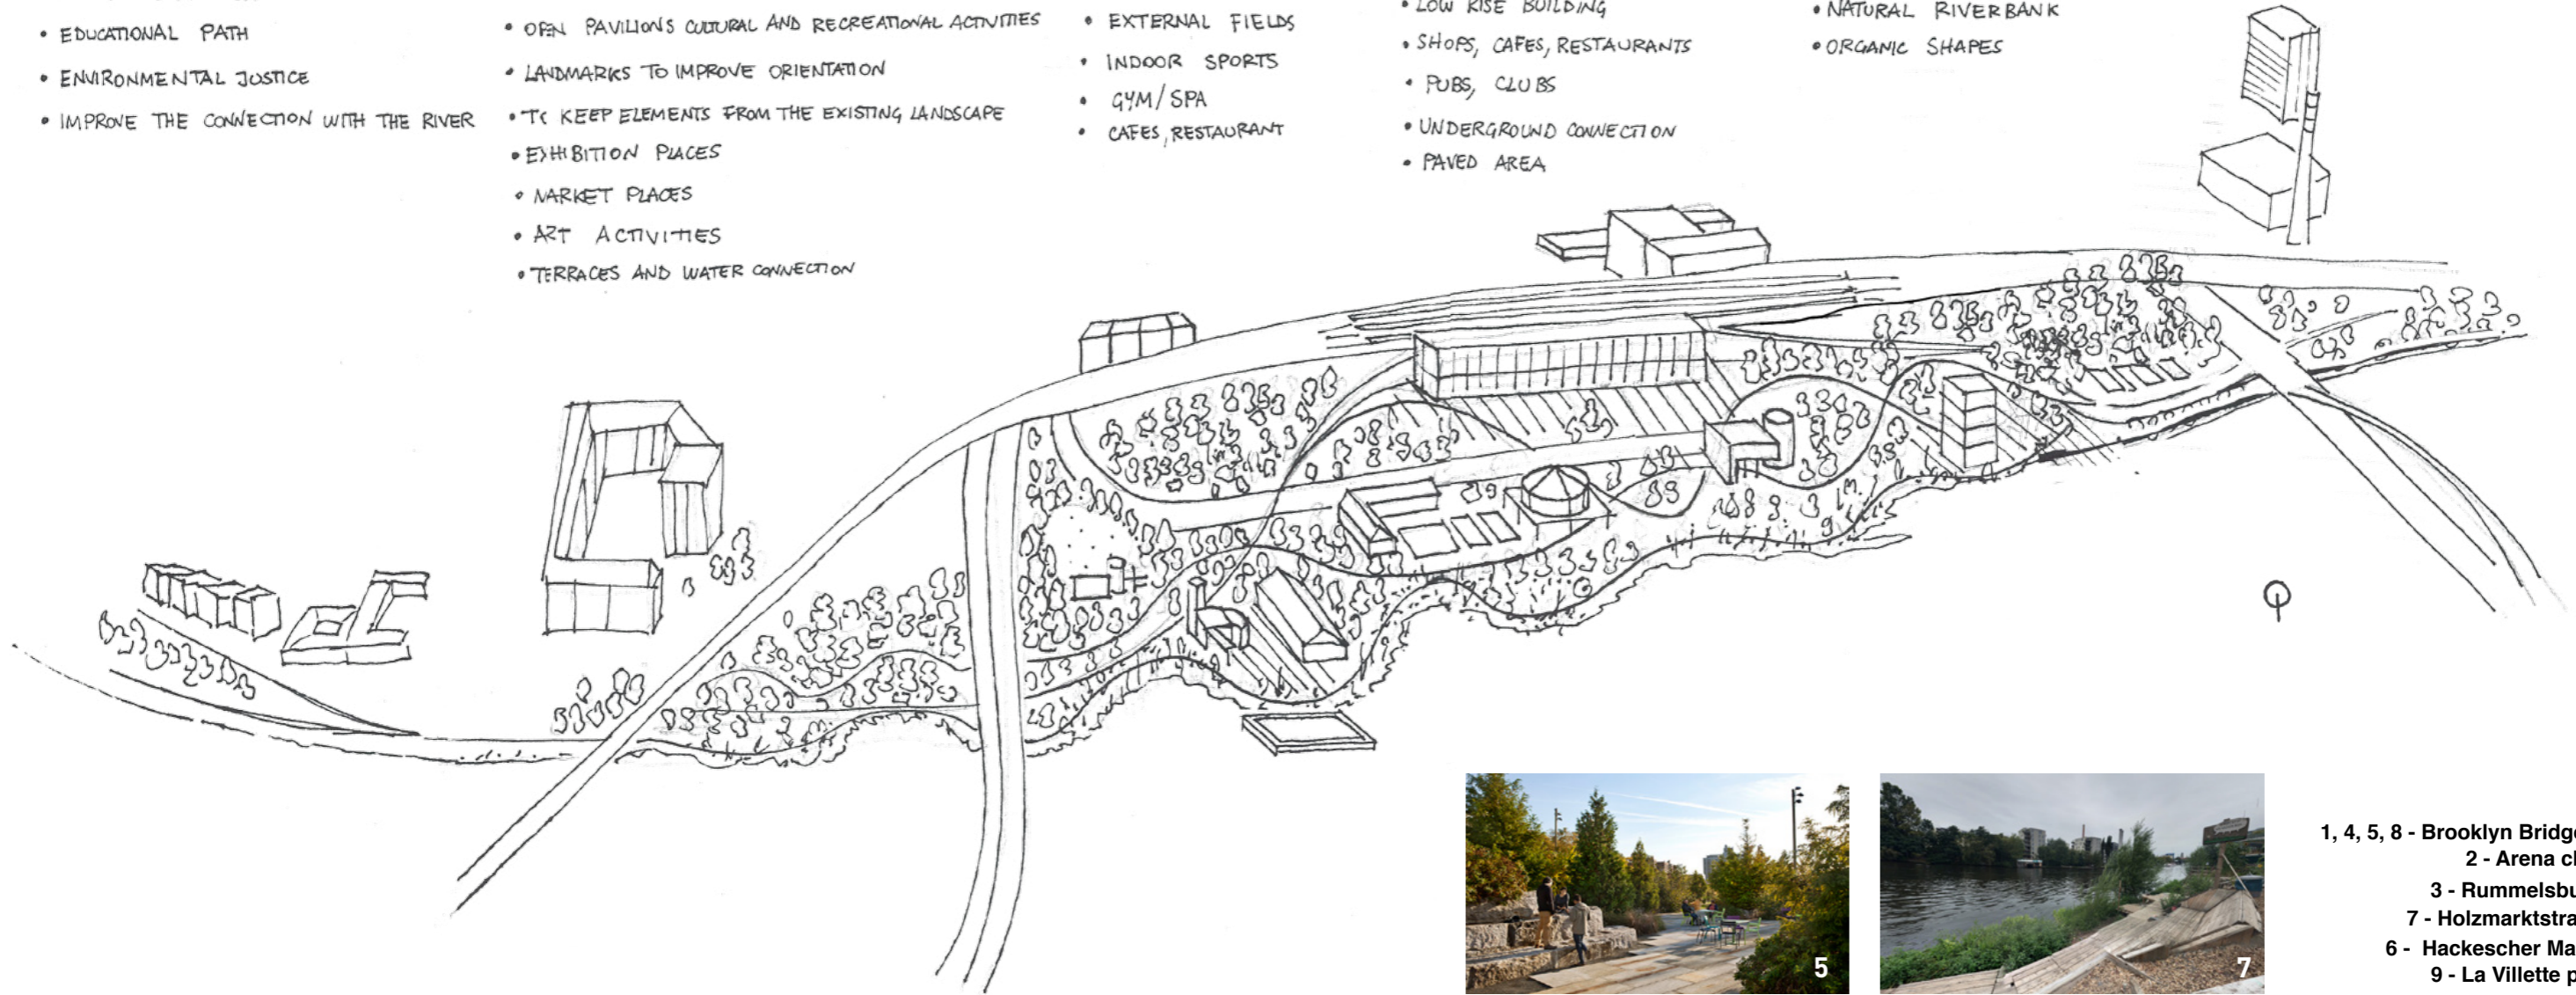 • EDUCATIONAL PATH
• ENVIRONMENTAL JUSTICE
• IMPROVE THE CONNECTION WITH THE RIVER
• OPEN PAVILIONS CULTURAL AND RECREATIONAL ACTIVITIES
• LANDMARKS TO IMPROVE ORIENTATION
• TO KEEP ELEMENTS FROM THE EXISTING LANDSCAPE
• EXHIBITION PLACES
• MARKET PLACES
• ART ACTIVITIES
• TERRACES AND WATER CONNECTION
• EXTERNAL FIELDS
• INDOOR SPORTS
• GYM/SPA
• CAFES, RESTAURANT
• LOW RISE BUILDING
• SHOPS, CAFES, RESTAURANTS
• PUBS, CLUBS
• UNDERGROUND CONNECTION
• PAVED AREA
• NATURAL RIVERBANK
• ORGANIC SHAPES
5
7
1, 4, 5, 8 - Brooklyn Bridge
2 - Arena
3 - Rummelsbu
7 - Holzmarktstra
6 - Hackescher Ma
9 - La Villette